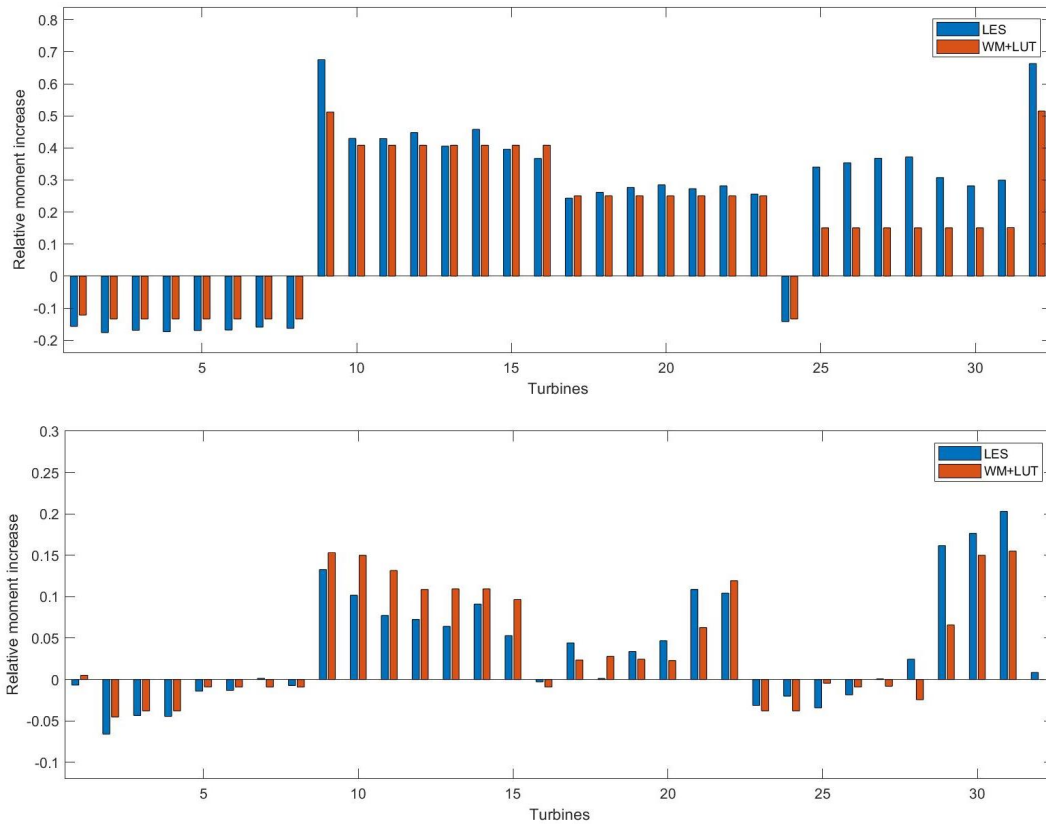 0.8
0.7
0.6
0.5
0.4
0.3
0.2
0.1
0
-0.1
-0.2
Relative moment increase
LES
WM+LUT
5 10 15 20 25 30
Turbines
0.3
0.25
0.2
0.15
0.1
0.05
0
-0.05
-0.1
Relative moment increase
LES
WM+LUT
5 10 15 20 25 30
Turbines